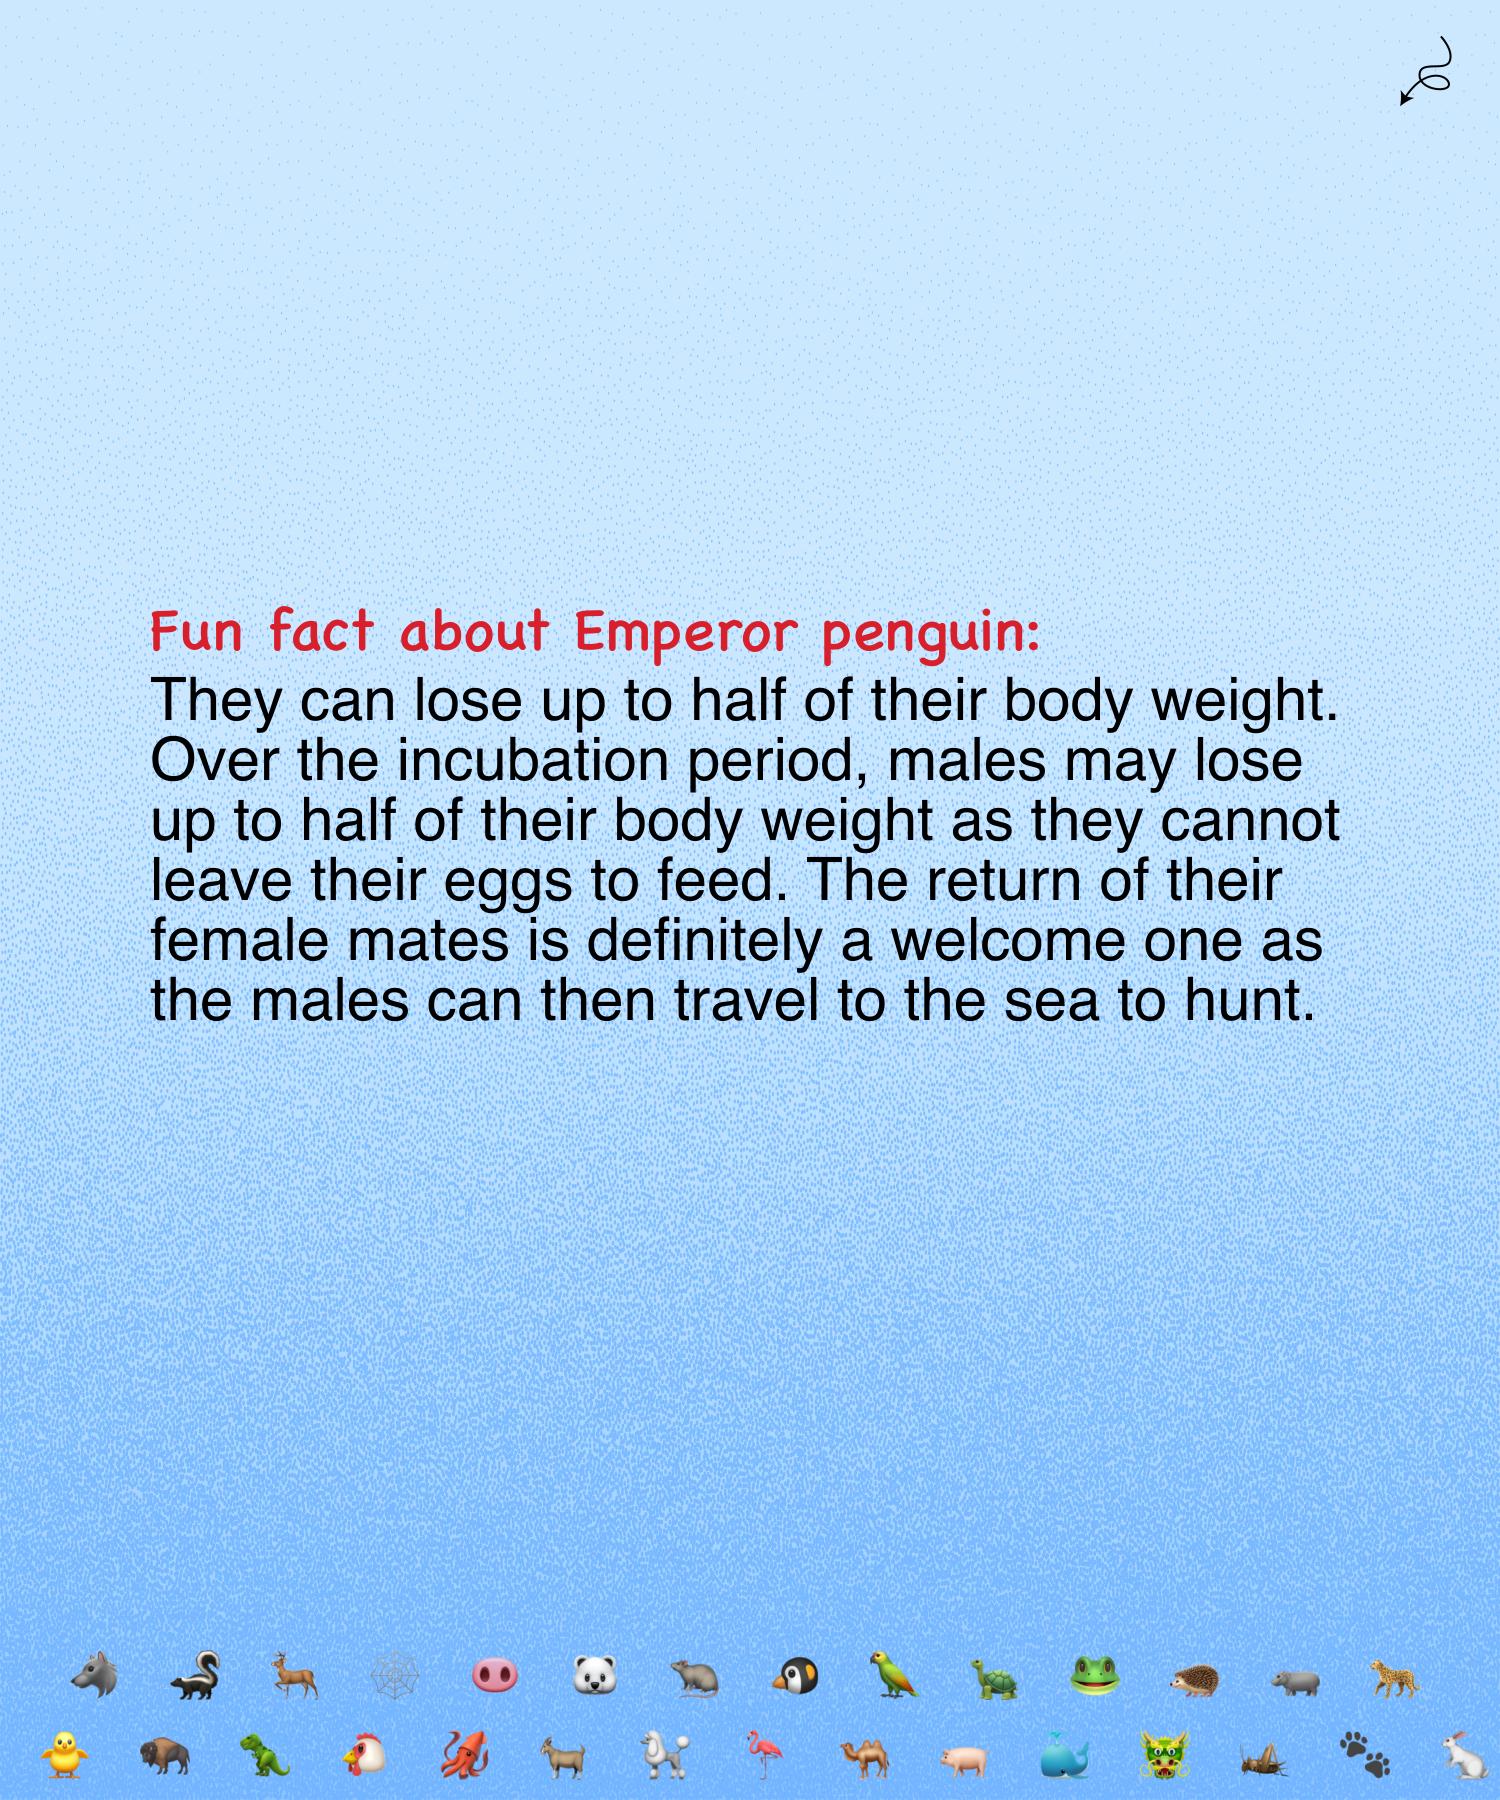 Fun fact about Emperor penguin:
They can lose up to half of their body weight.
Over the incubation period, males may lose
up to half of their body weight as they cannot
leave their eggs to feed. The return of their
female mates is definitely a welcome one as
the males can then travel to the sea to hunt.